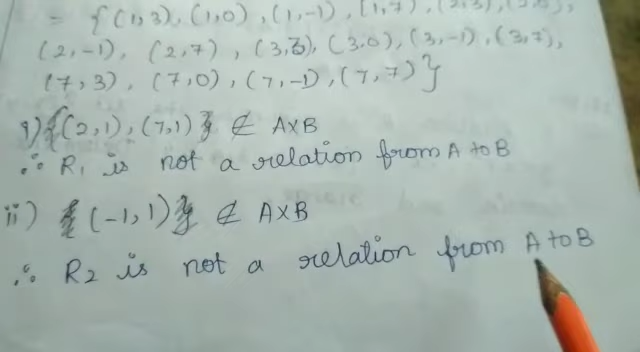 = {(1,3), (1,0), (1,-1), (1,7), (2,3), (2,0),
(2,-1), (2,7), (3,3), (3,0), (3,-1), (3,7),
(7,3), (7,0), (7,-1), (7,7)}
i) {(2,1), (7,1)} ∉ A×B
∴ R₁ is not a relation from A to B
ii) (-1,1) ∉ A×B
∴ R₂ is not a relation from A to B